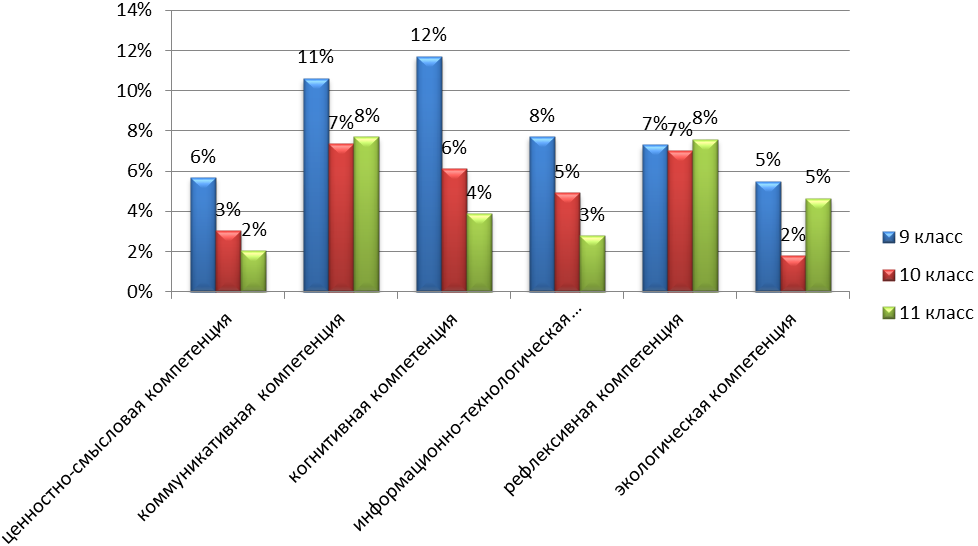 14%
12%
10%
8%
6%
4%
2%
0%
6%
3%
2%
11%
7%
8%
12%
6%
4%
8%
5%
3%
7%
7%
8%
5%
2%
5%
ценностно-смысловая компетенция
коммуникативная компетенция
когнитивная компетенция
информационно-технологическая...
рефлексивная компетенция
экологическая компетенция
9 класс
10 класс
11 класс